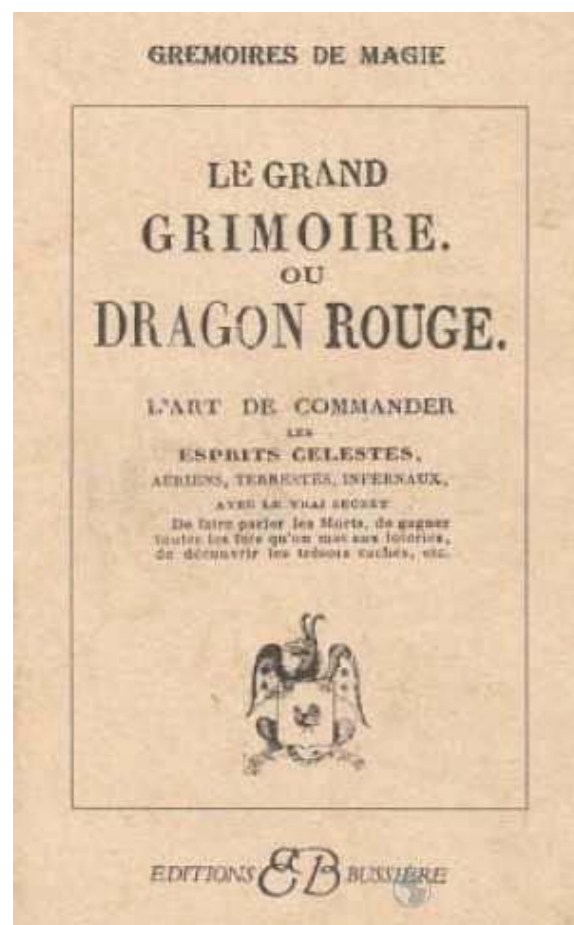 GREMOIRES DE MAGIE
LE GRAND
GRIMOIRE.
OU
DRAGON ROUGE.
L'ART DE COMMANDER
LES
ESPRITS CELESTES,
AERIENS, TERRESTES, INFERNAUX,
AVEC LE VRAI SECRET
De faire parler les Morts, de gagner
toutes les fois qu'on met aux loteries,
de découvrir les trésors cachés, etc.
EDITIONS EB BUSSIÈRE